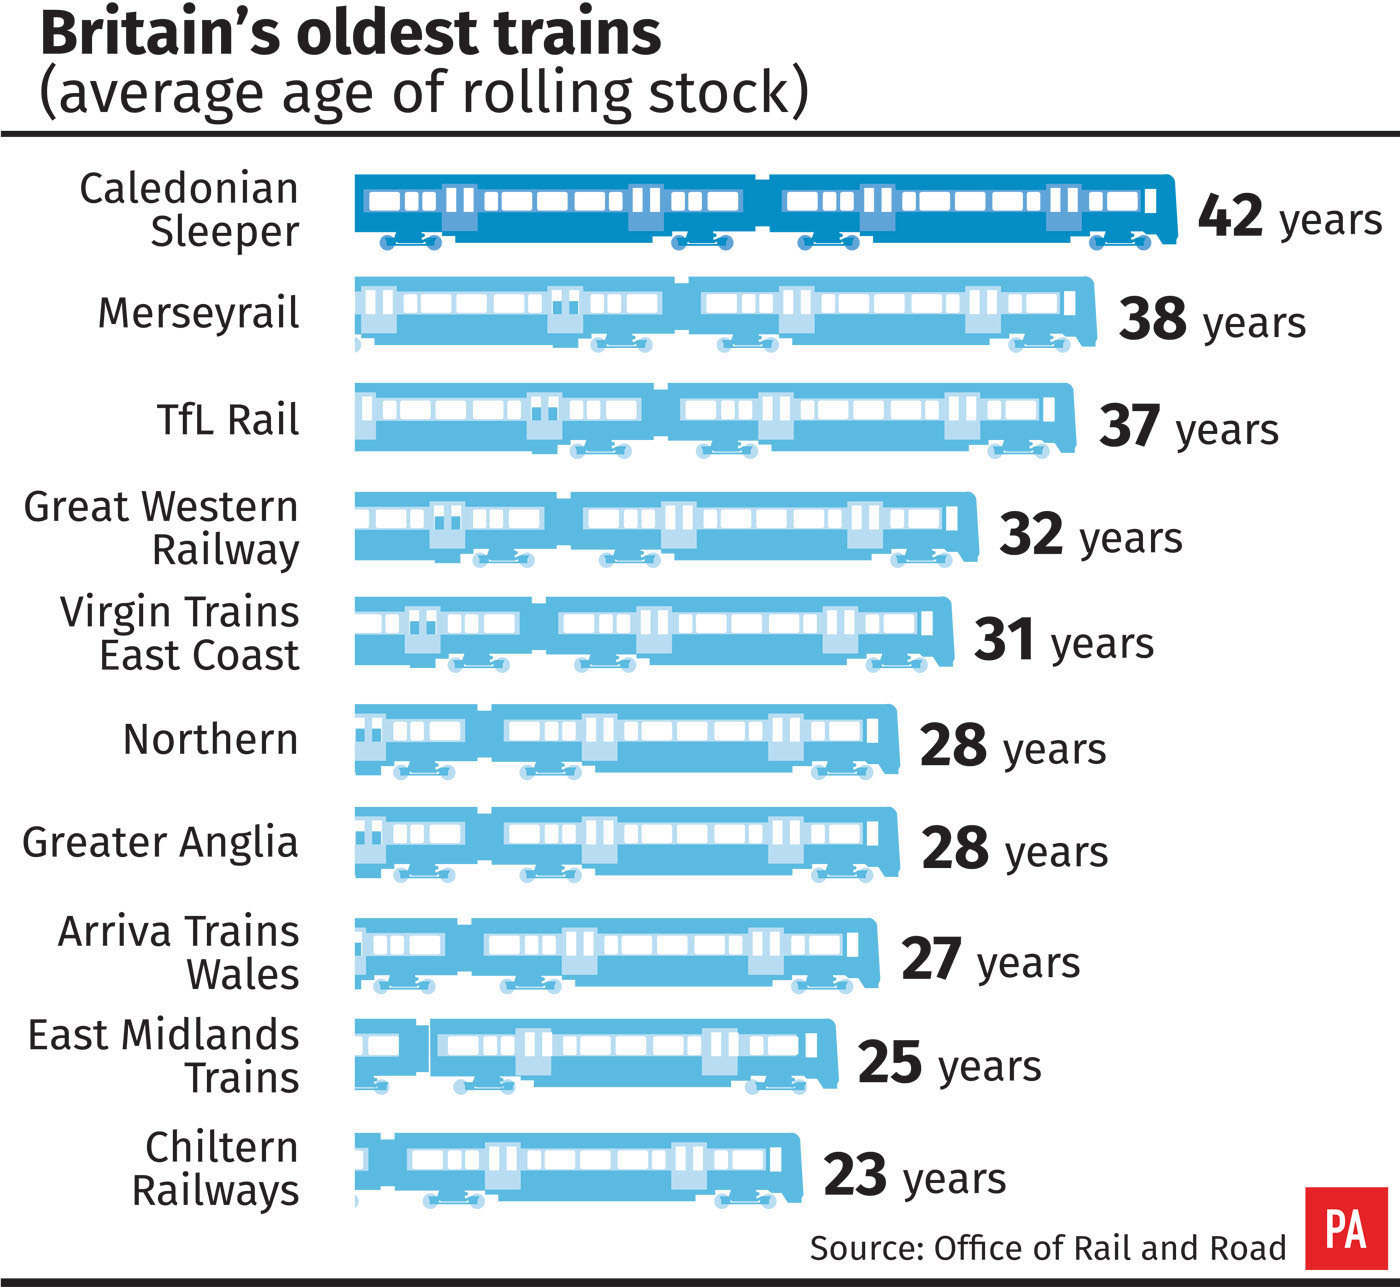 Britain’s oldest trains
(average age of rolling stock)
Caledonian
Sleeper
42 years
Merseyrail
38 years
TfL Rail
37 years
Great Western
Railway
32 years
Virgin Trains
East Coast
31 years
Northern
28 years
Greater Anglia
28 years
Arriva Trains
Wales
27 years
East Midlands
Trains
25 years
Chiltern
Railways
23 years
Source: Office of Rail and Road
PA